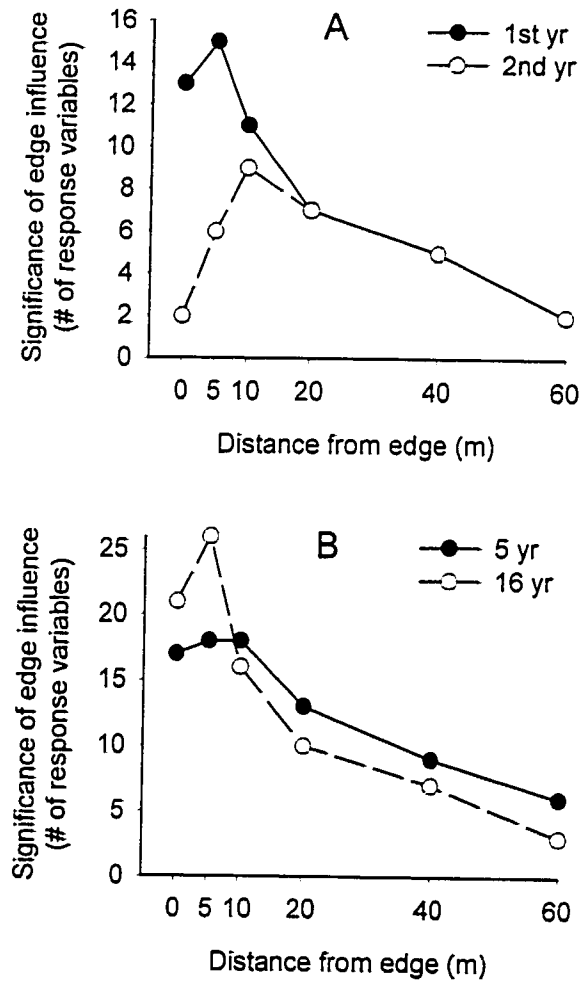 Significance of edge influence
(# of response variables)
16
14
12
10
8
6
4
2
0
A
1st yr
2nd yr
0 5 10 20 40 60
Distance from edge (m)
Significance of edge influence
(# of response variables)
25
20
15
10
5
0
B
5 yr
16 yr
0 5 10 20 40 60
Distance from edge (m)